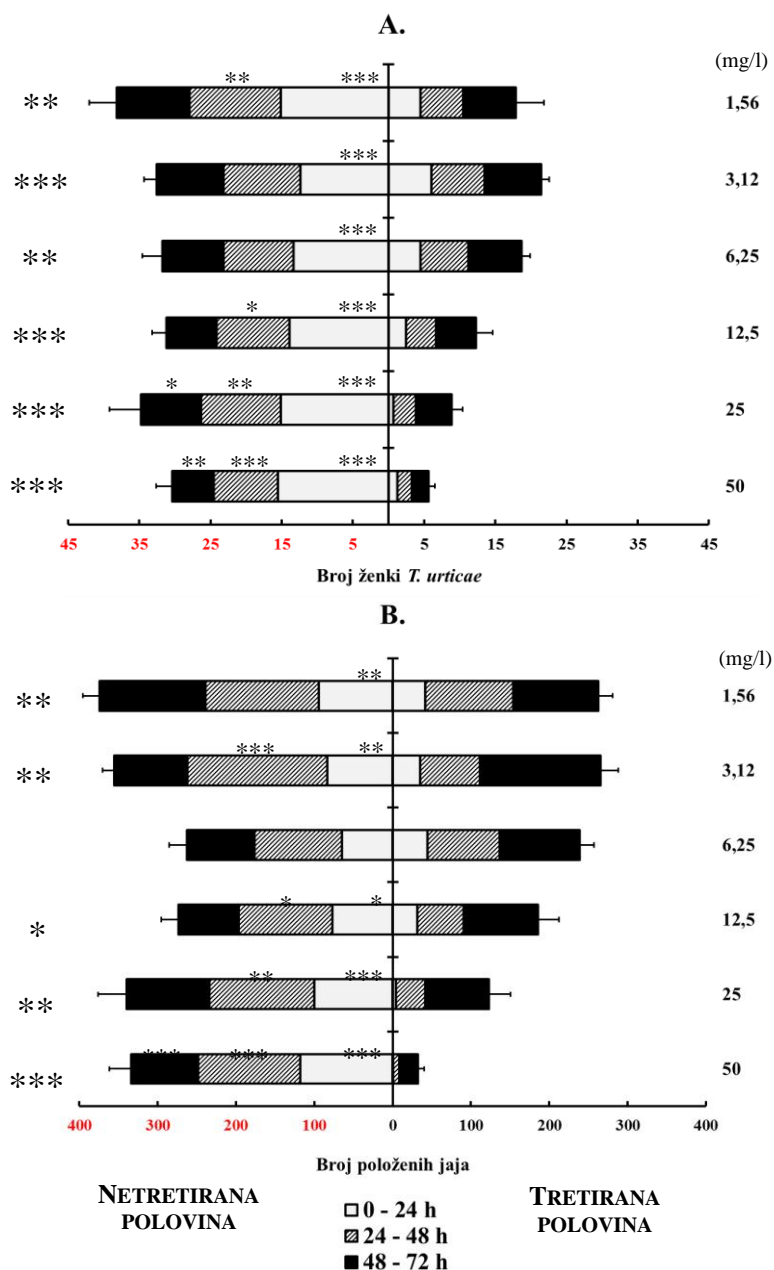 A.
(mg/l)
** ** *** 1,56
*** *** 3,12
** *** 6,25
*** * *** 12,5
*** * ** *** 25
*** ** *** *** 50
45 35 25 15 5 5 15 25 35 45
Broj ženki T. urticae
B.
(mg/l)
** ** 1,56
** *** ** 3,12
6,25
* * * 12,5
** ** *** 25
*** *** *** *** 50
400 300 200 100 0 100 200 300 400
Broj položenih jaja
NETRETIRANA
POLOVINA
TRETIRANA
POLOVINA
0 - 24 h
24 - 48 h
48 - 72 h